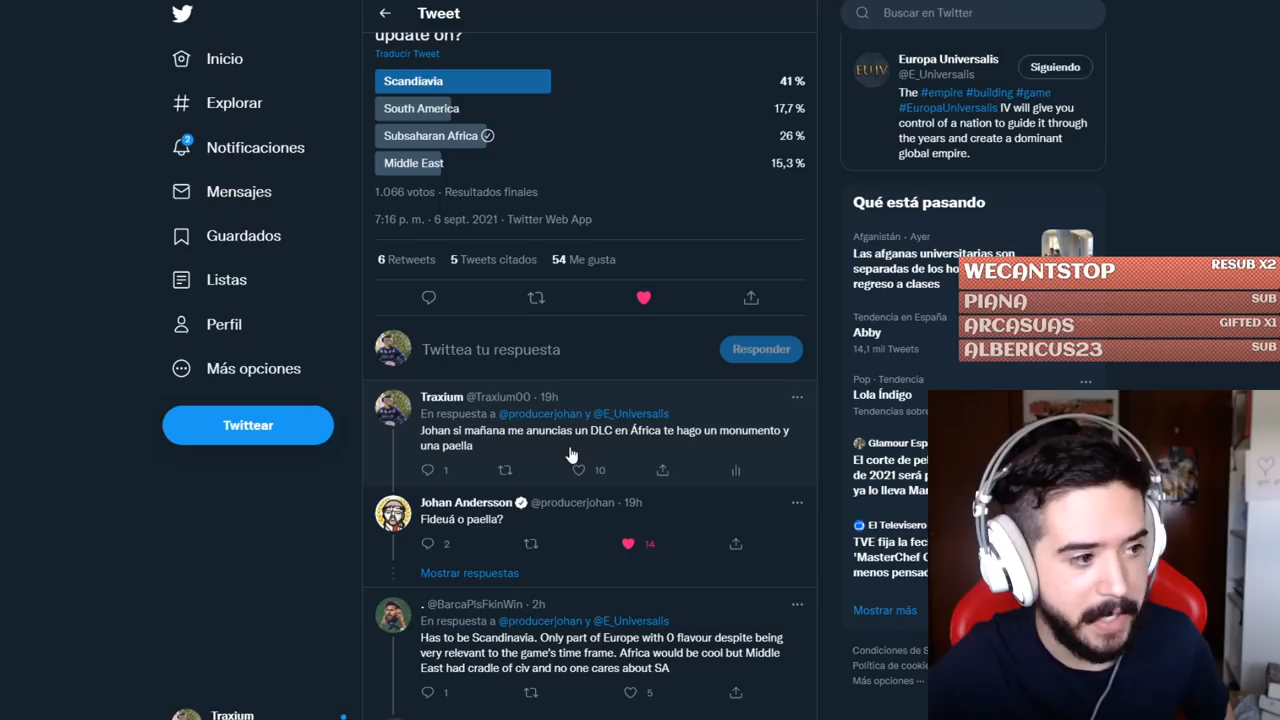 Tweet
Buscar en Twitter
update on?
Traducir Tweet
Scandiavia 41 %
South America 17,7 %
Subsaharan Africa 26 %
Middle East 15,3 %
1.066 votos · Resultados finales
7:16 p. m. · 6 sept. 2021 · Twitter Web App
6 Retweets 5 Tweets citados 54 Me gusta
Twittea tu respuesta
Responder
Traxium @Traxium00 · 19h
En respuesta a @producerjohan y @E_Universalis
Johan si mañana me anuncias un DLC en África te hago un monumento y
una paella
1 10
Johan Andersson @producerjohan · 19h
Fideuá o paella?
2 14
Mostrar respuestas
. @BarcaPlsFkinWin · 2h
En respuesta a @producerjohan y @E_Universalis
Has to be Scandinavia. Only part of Europe with 0 flavour despite being
very relevant to the game's time frame. Africa would be cool but Middle
East had cradle of civ and no one cares about SA
1 5
Inicio
Explorar
2
Notificaciones
Mensajes
Guardados
Listas
Perfil
Más opciones
Twittear
Traxium
EUIV
Europa Universalis
@E_Universalis
Siguiendo
The #empire #building #game
#EuropaUniversalis IV will give you
control of a nation to guide it through
the years and create a dominant
global empire.
Qué está pasando
Afganistán · Ayer
Las afganas universitarias son
separadas de los ho
regreso a clases
Tendencia en España
Abby
14,1 mil Tweets
Pop · Tendencia
Lola Índigo
Tendencias
Glamour
El corte de
de 2021 será
ya lo lleva
El Televisero
TVE fija la
'MasterChef
menos
Mostrar más
Condiciones de
Política de
Más opciones
WECANTSTOP RESUB X2
PIANA SUB
ARCASUAS GIFTED X1
ALBERICUS23 SUB